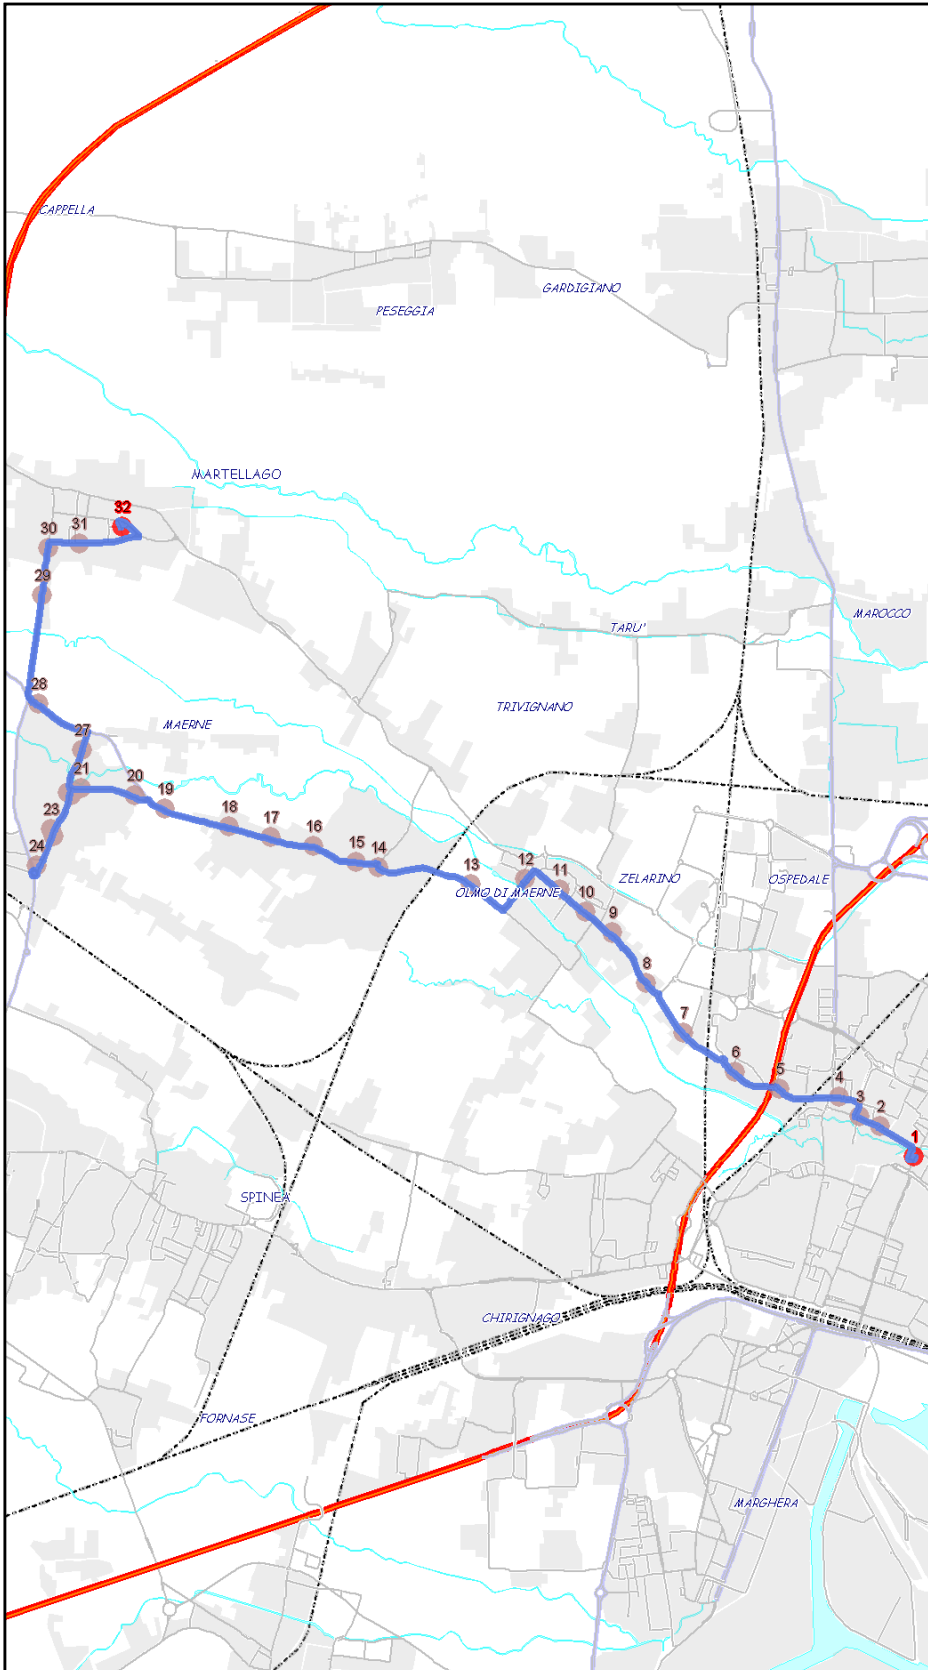 CAPPELLA
GARDIGIANO
PESEGGIA
MARTELLAGO
32
31
30
29
MAROCCO
TARU'
28
TRIVIGNANO
MAERNE
27
21
20
19
18
23
17
16
24
15
14
12
13
11
OLMO DI MAERNE
ZELARINO
OSPEDALE
10
9
8
7
6
5
4
3
2
1
SPINEA
CHIRIGNAGO
FORNASE
MARGHERA